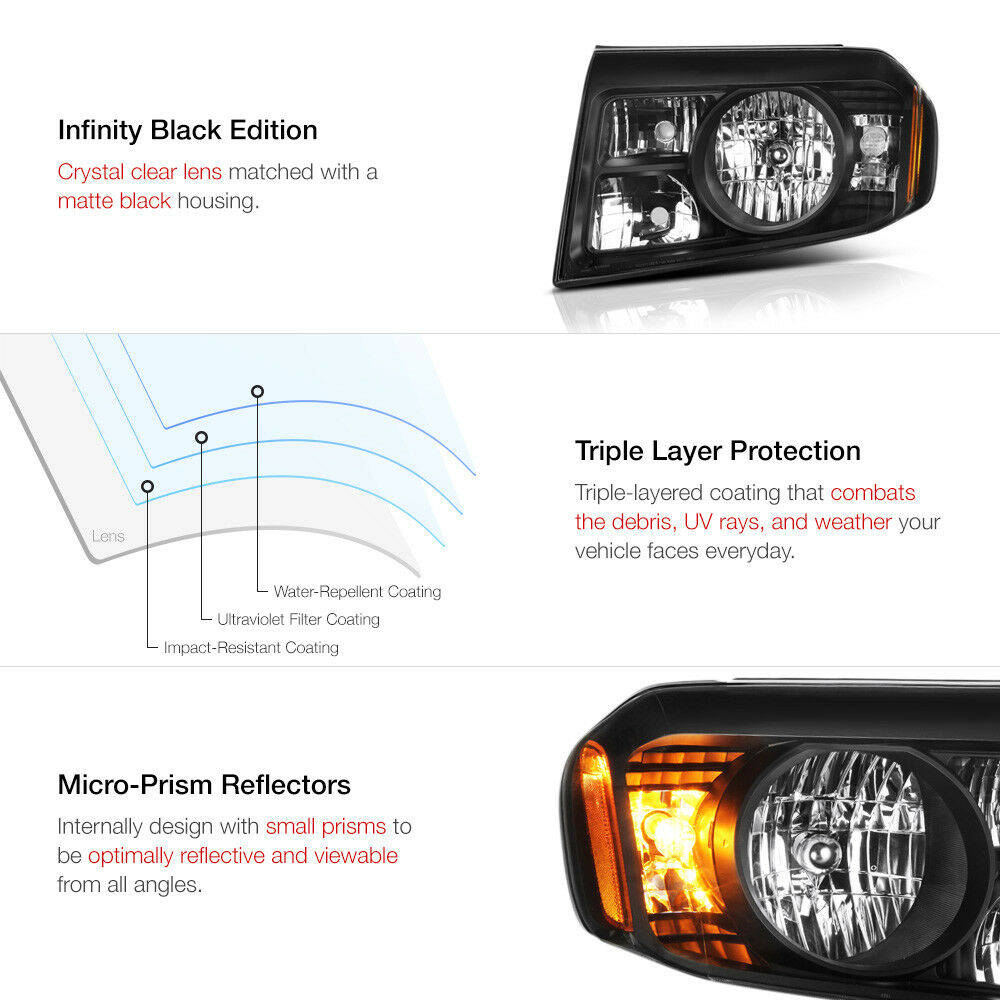 Infinity Black Edition
Crystal clear lens matched with a
matte black housing.
Lens
Water-Repellent Coating
Ultraviolet Filter Coating
Impact-Resistant Coating
Triple Layer Protection
Triple-layered coating that combats
the debris, UV rays, and weather your
vehicle faces everyday.
Micro-Prism Reflectors
Internally design with small prisms to
be optimally reflective and viewable
from all angles.